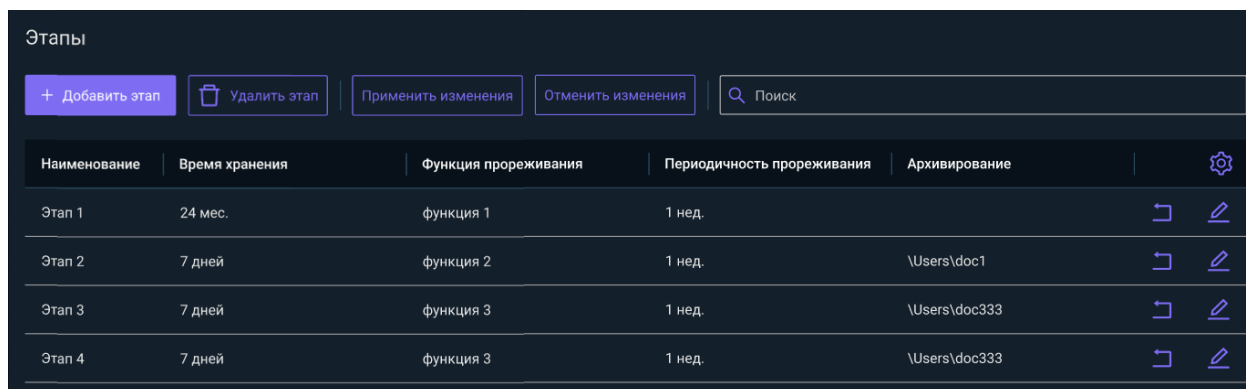 Этапы
+ Добавить этап Удалить этап Применить изменения Отменить изменения Поиск
Наименование Время хранения Функция прореживания Периодичность прореживания Архивирование
Этап 1 24 мес. функция 1 1 нед.
Этап 2 7 дней функция 2 1 нед. \Users\doc1
Этап 3 7 дней функция 3 1 нед. \Users\doc333
Этап 4 7 дней функция 3 1 нед. \Users\doc333